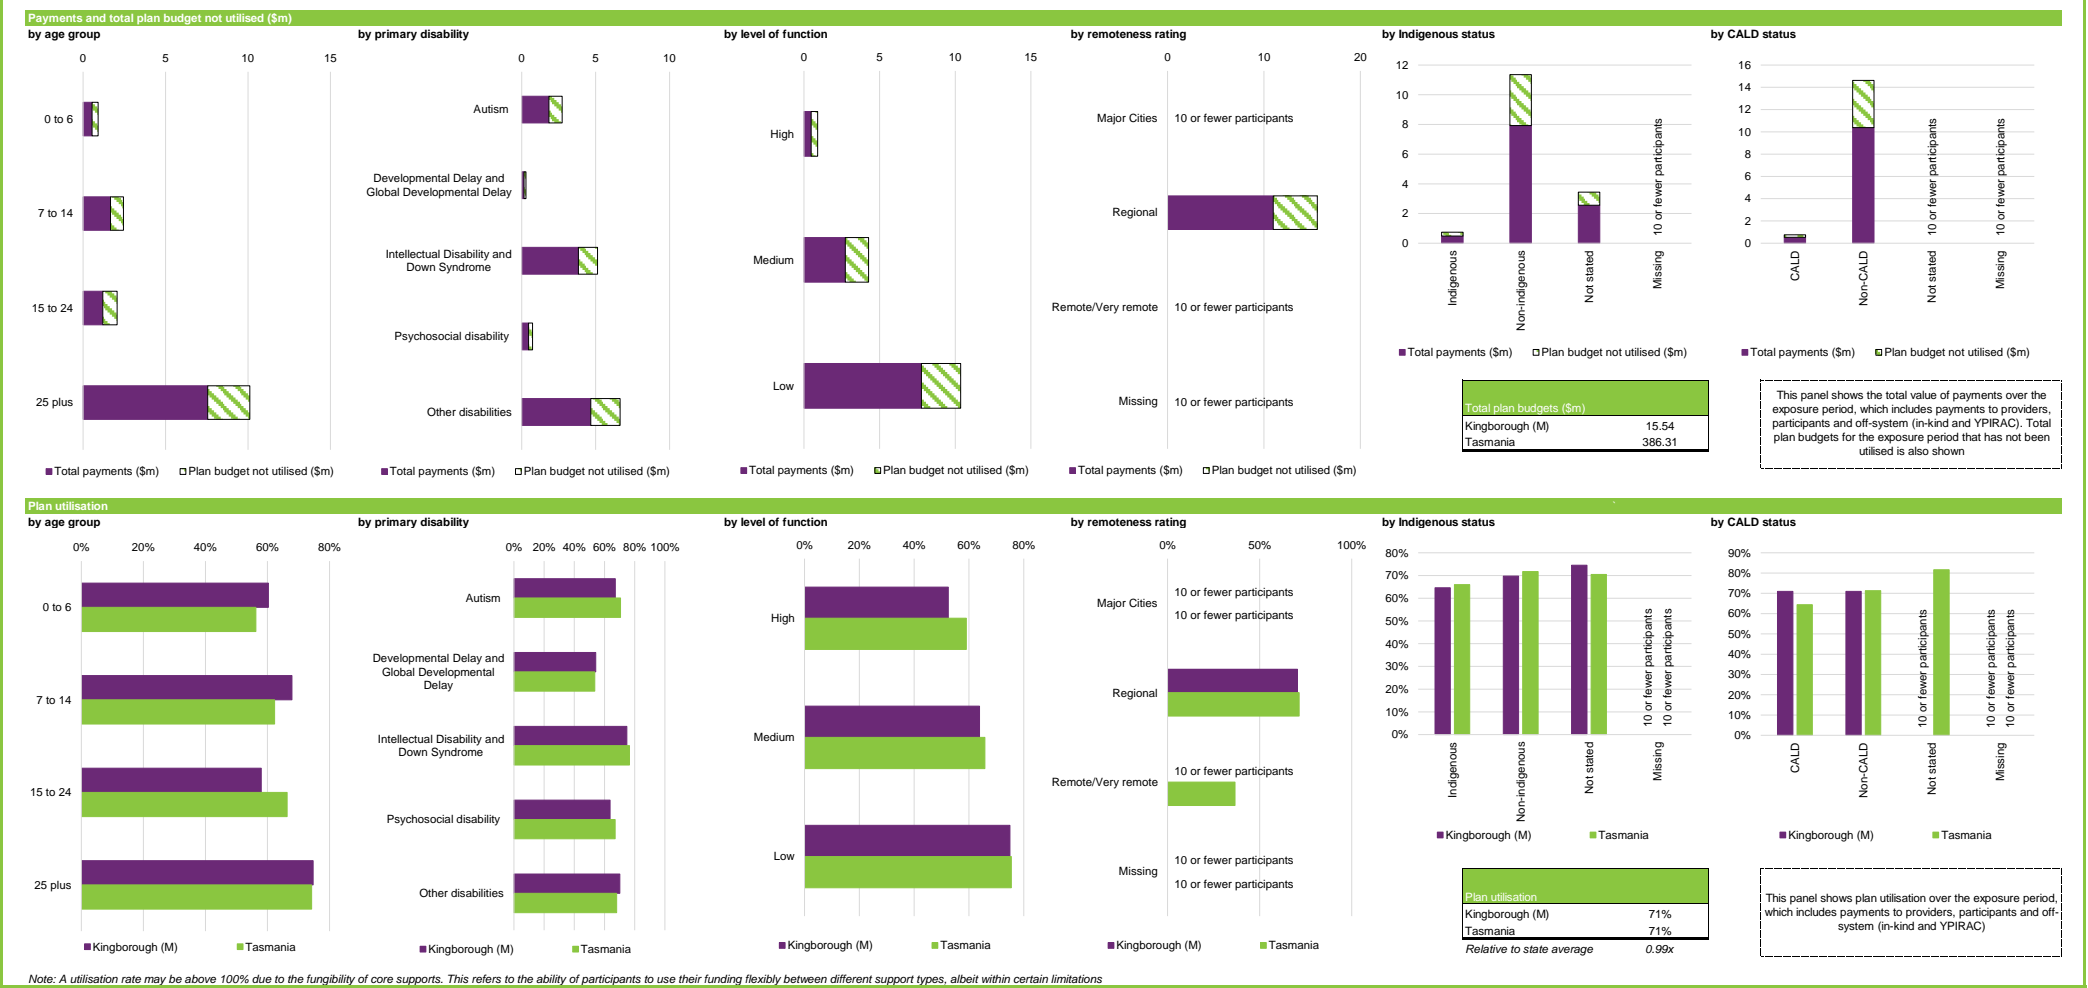 Payments and total plan budget not utilised ($m)
by age group
0 5 10 15
0 to 6
7 to 14
15 to 24
25 plus
Total payments ($m) Plan budget not utilised ($m)
by primary disability
0 5 10
Autism
Developmental Delay and
Global Developmental Delay
Intellectual Disability and
Down Syndrome
Psychosocial disability
Other disabilities
Total payments ($m) Plan budget not utilised ($m)
by level of function
0 5 10 15
High
Medium
Low
Total payments ($m) Plan budget not utilised ($m)
by remoteness rating
0 10 20
Major Cities 10 or fewer participants
Regional
Remote/Very remote 10 or fewer participants
Missing 10 or fewer participants
Total payments ($m) Plan budget not utilised ($m)
by Indigenous status
12
10
8
6
4
2
0
10 or fewer participants
Indigenous
Non-indigenous
Not stated
Missing
Total payments ($m) Plan budget not utilised ($m)
by CALD status
16
14
12
10
8
6
4
2
0
10 or fewer participants
10 or fewer participants
CALD
Non-CALD
Not stated
Missing
Total payments ($m) Plan budget not utilised ($m)
Total plan budgets ($m)
Kingborough (M) 15.54
Tasmania 386.31
This panel shows the total value of payments over the
exposure period, which includes payments to providers,
participants and off-system (in-kind and YPIRAC). Total
plan budgets for the exposure period that has not been
utilised is also shown
Plan utilisation
by age group
0% 20% 40% 60% 80%
0 to 6
7 to 14
15 to 24
25 plus
Kingborough (M) Tasmania
by primary disability
0% 20% 40% 60% 80% 100%
Autism
Developmental Delay and
Global Developmental
Delay
Intellectual Disability and
Down Syndrome
Psychosocial disability
Other disabilities
Kingborough (M) Tasmania
by level of function
0% 20% 40% 60% 80%
High
Medium
Low
Kingborough (M) Tasmania
by remoteness rating
0% 50% 100%
Major Cities
10 or fewer participants
10 or fewer participants
Regional
Remote/Very remote
10 or fewer participants
Missing
10 or fewer participants
10 or fewer participants
Kingborough (M) Tasmania
by Indigenous status
80%
70%
60%
50%
40%
30%
20%
10%
0%
10 or fewer participants
10 or fewer participants
Indigenous
Non-indigenous
Not stated
Missing
Kingborough (M) Tasmania
by CALD status
90%
80%
70%
60%
50%
40%
30%
20%
10%
0%
10 or fewer participants
10 or fewer participants
10 or fewer participants
CALD
Non-CALD
Not stated
Missing
Kingborough (M) Tasmania
Plan utilisation
Kingborough (M) 71%
Tasmania 71%
Relative to state average 0.99x
This panel shows plan utilisation over the exposure period,
which includes payments to providers, participants and off-
system (in-kind and YPIRAC)
Note: A utilisation rate may be above 100% due to the fungibility of core supports. This refers to the ability of participants to use their funding flexibly between different support types, albeit within certain limitations